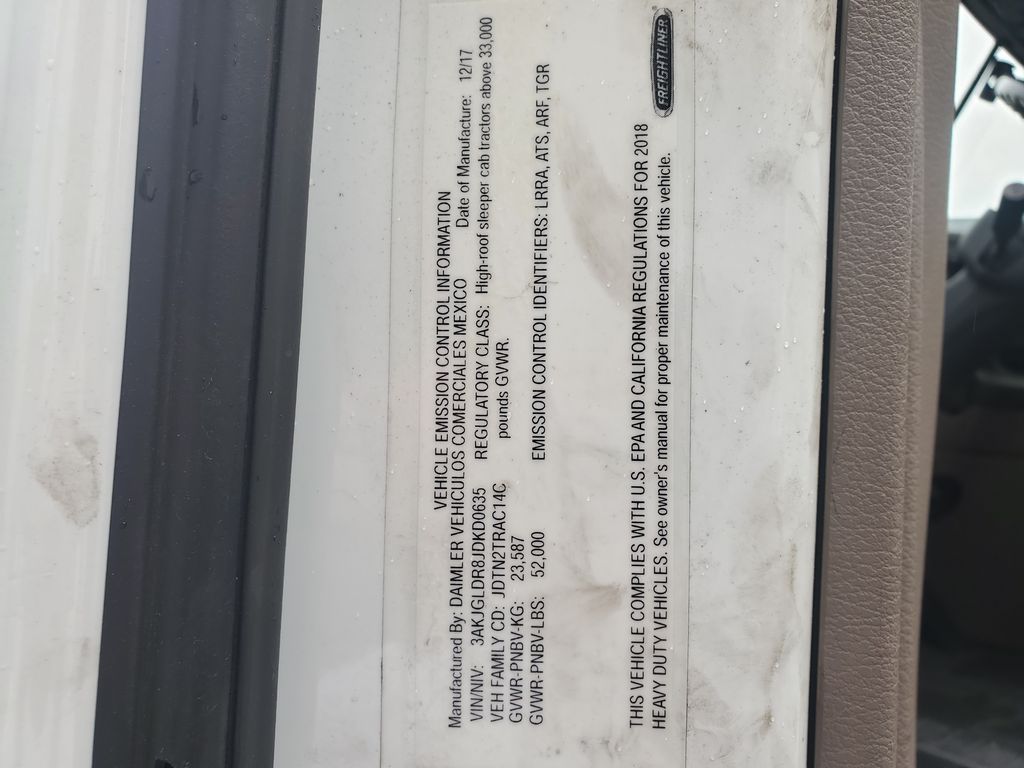 VEHICLE EMISSION CONTROL INFORMATION
Manufactured By: DAIMLER VEHICULOS COMERCIALES MEXICO Date of Manufacture: 12/17
VIN/NIV: 3AKJGLDR8JDKD0635 REGULATORY CLASS: High-roof sleeper cab tractors above 33,000
VEH FAMILY CD: JDTN2TRAC14C pounds GVWR.
GVWR-PNBV-KG: 23,587
GVWR-PNBV-LBS: 52,000 EMISSION CONTROL IDENTIFIERS: LRRA, ATS, ARF, TGR
THIS VEHICLE COMPLIES WITH U.S. EPA AND CALIFORNIA REGULATIONS FOR 2018
HEAVY DUTY VEHICLES. See owner's manual for proper maintenance of this vehicle.
FREIGHTLINER